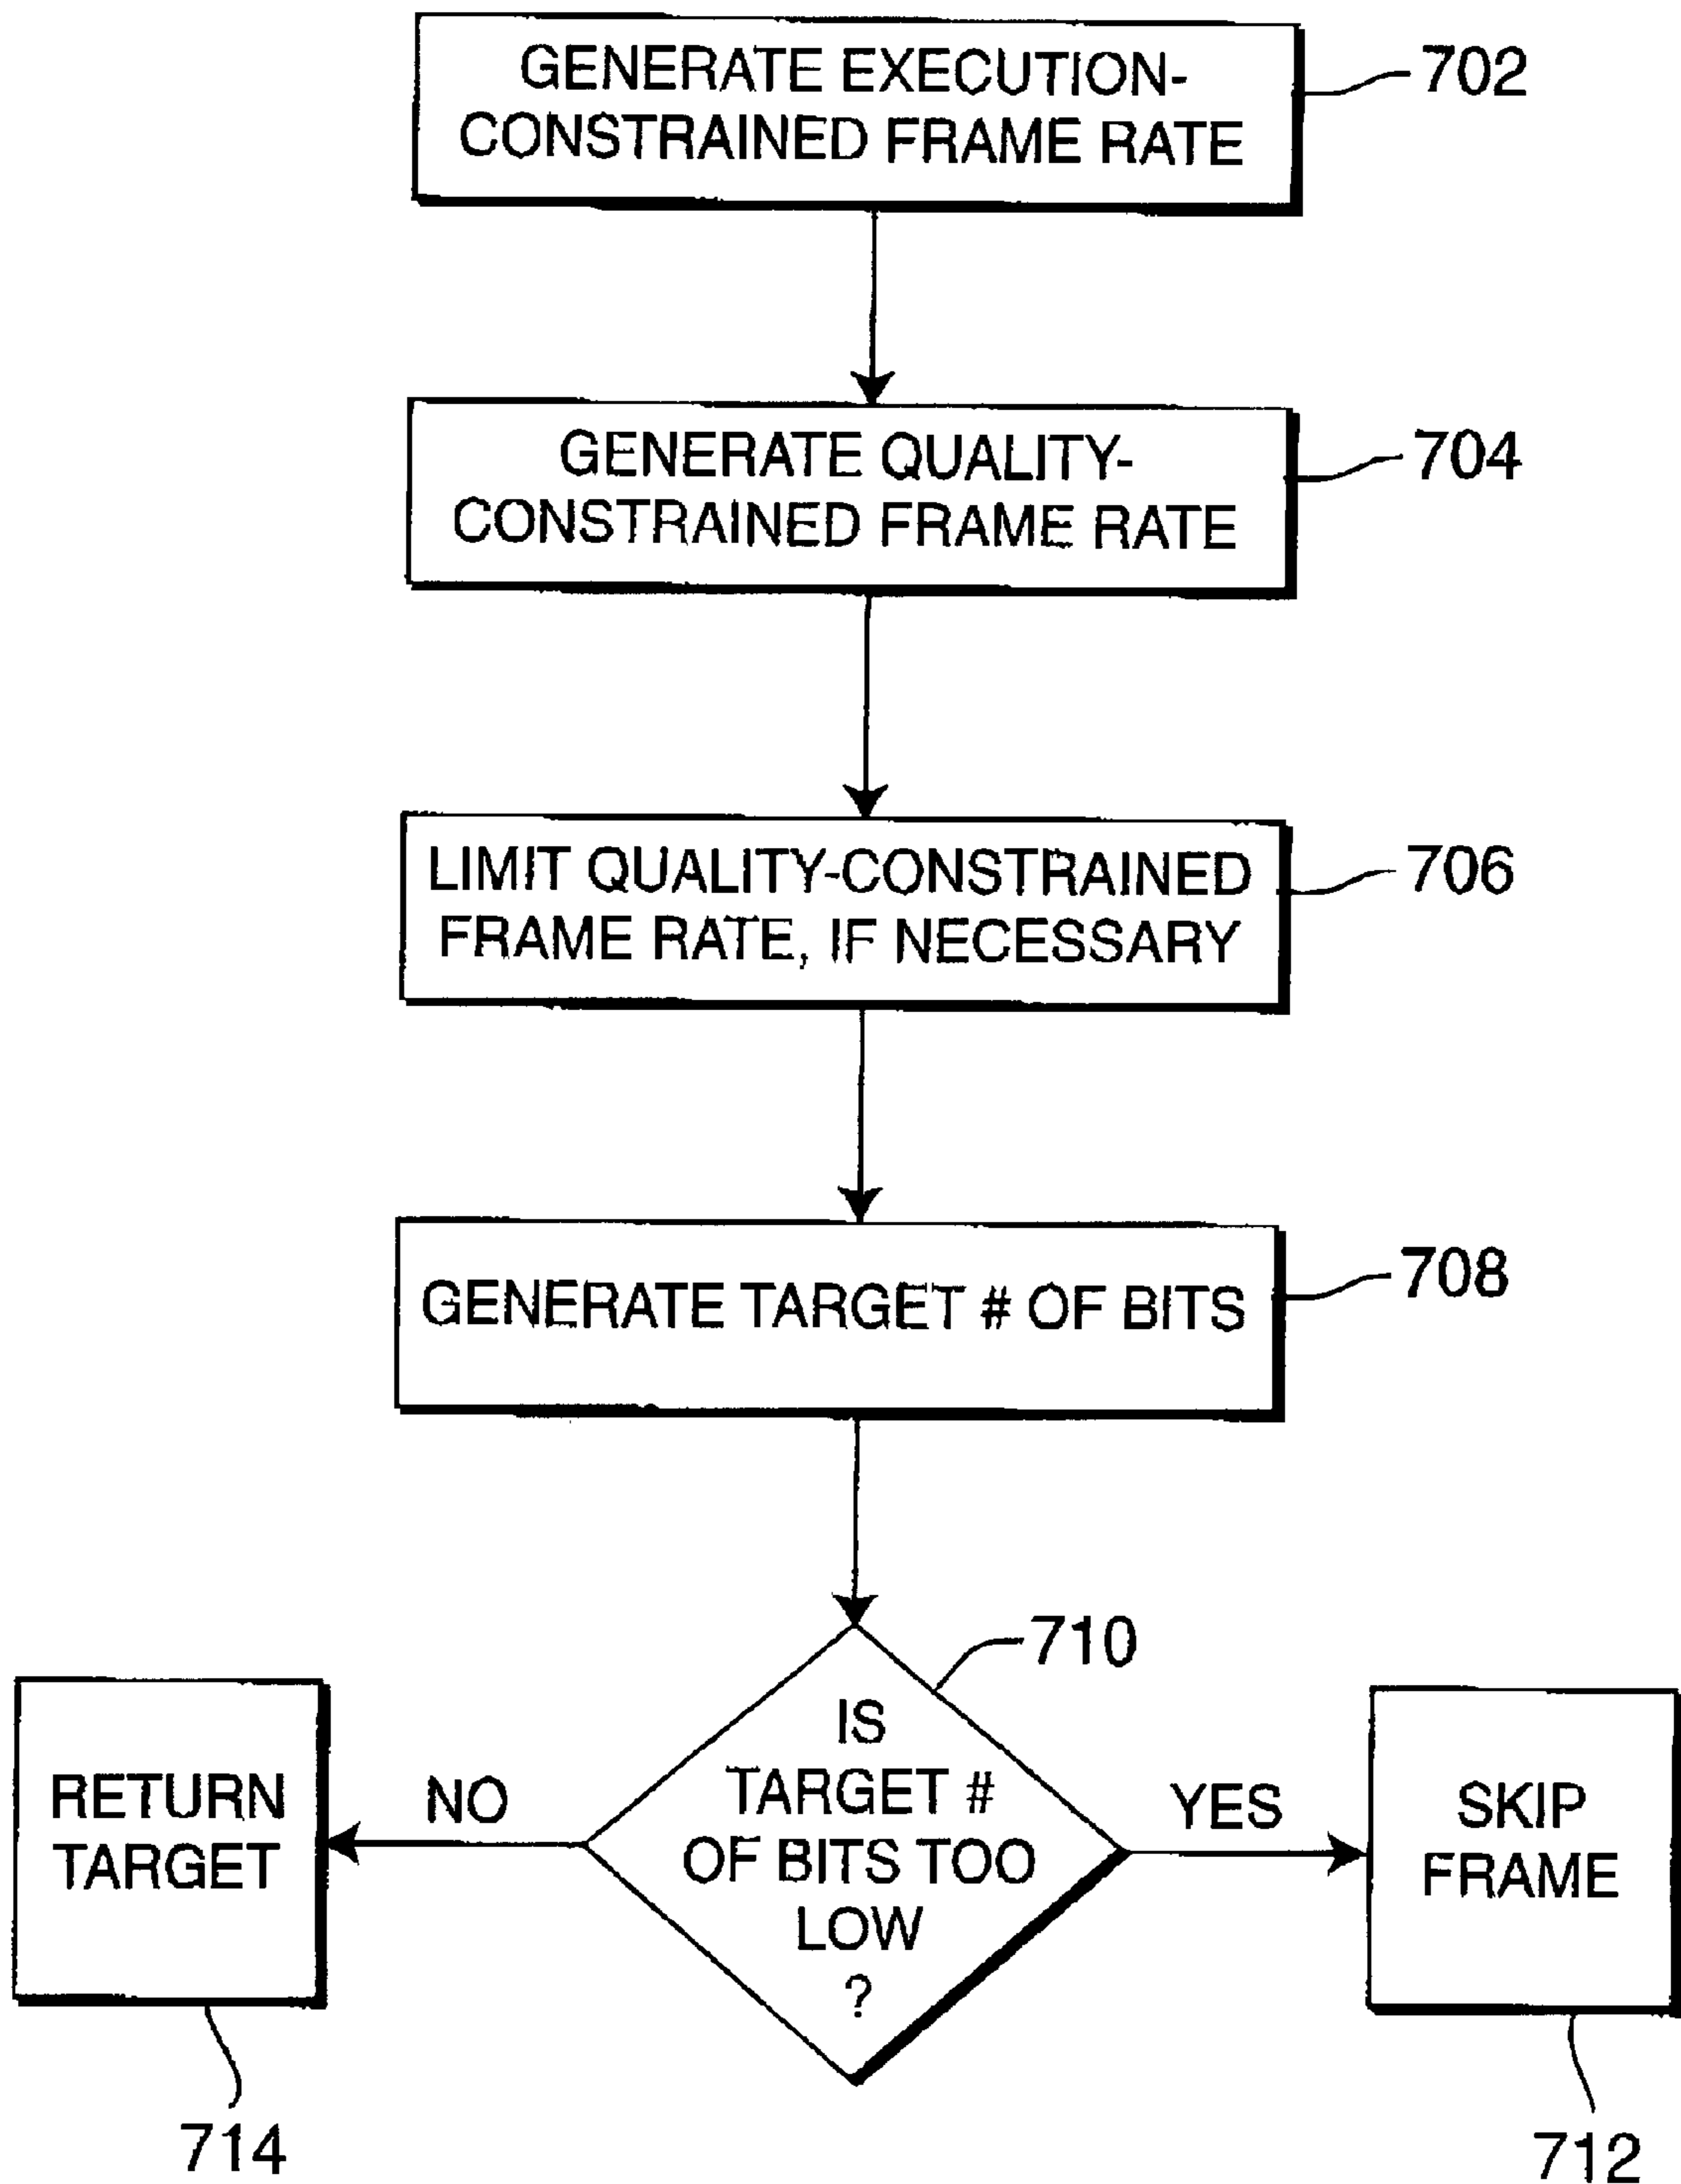 GENERATE EXECUTION-
CONSTRAINED FRAME RATE
702
GENERATE QUALITY-
CONSTRAINED FRAME RATE
704
LIMIT QUALITY-CONSTRAINED
FRAME RATE, IF NECESSARY
706
GENERATE TARGET # OF BITS
708
710
IS
TARGET #
OF BITS TOO
LOW
?
NO
YES
RETURN
TARGET
SKIP
FRAME
714
712